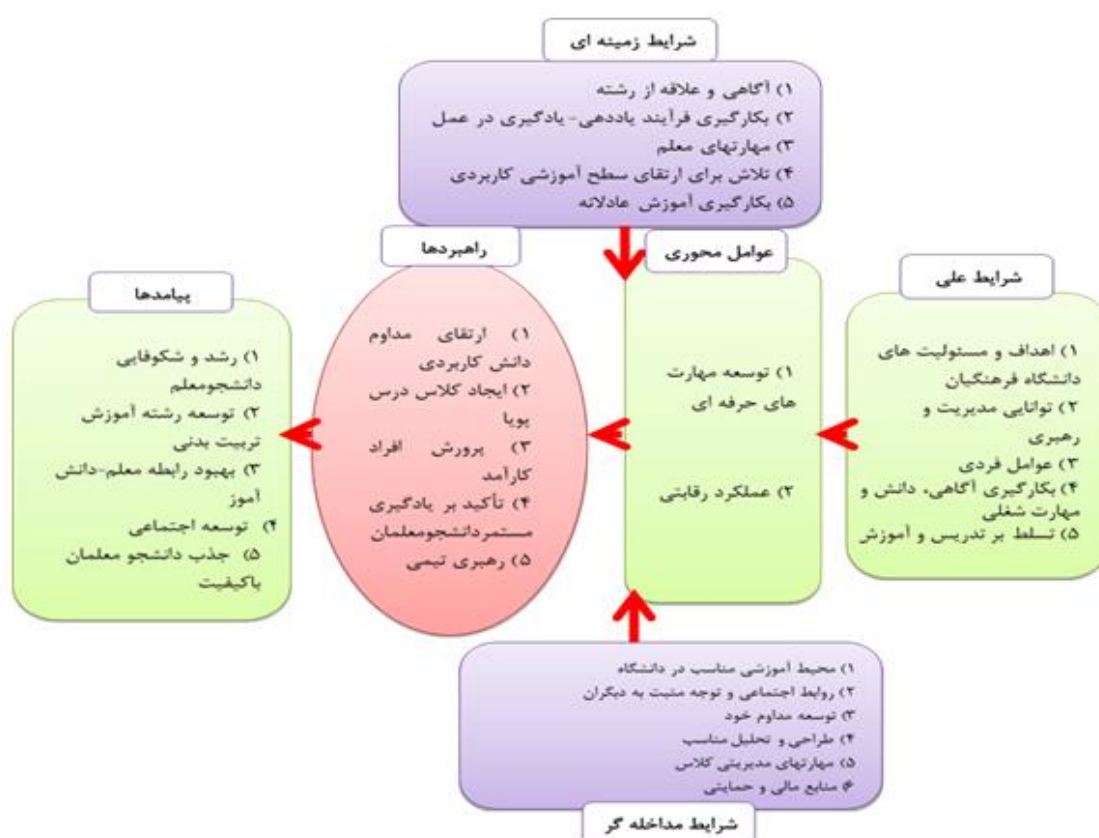 شرایط زمینه ای
۱) آگاهی و علاقه از رشته
۲) بکارگیری فرآیند یاددهی- یادگیری در عمل
۳) مهارتهای معلم
۴) تلاش برای ارتقای سطح آموزشی کاربردی
۵) بکارگیری آموزش عادلانه
شرایط علی
۱) اهداف و مسئولیت های
دانشگاه فرهنگیان
۲) توانایی مدیریت و
رهبری
۳) عوامل فردی
۴) بکارگیری آگاهی، دانش و
مهارت شغلی
۵) تسلط بر تدریس و آموزش
عوامل محوری
۱) توسعه مهارت
های حرفه ای
۲) عملکرد رقابتی
راهبردها
۱) ارتقای مداوم
دانش کاربردی
۲) ایجاد کلاس درس
پویا
۳) پرورش افراد
کارآمد
۴) تأکید بر یادگیری
مستمردانشجومعلمان
۵) رهبری تیمی
پیامدها
۱) رشد و شکوفایی
دانشجومعلم
۲) توسعه رشته آموزش
تربیت بدنی
۳) بهبود رابطه معلم-دانش
آموز
۴) توسعه اجتماعی
۵) جذب دانشجو معلمان
باکیفیت
۱) محیط آموزشی مناسب در دانشگاه
۲) روابط اجتماعی و توجه مثبت به دیگران
۳) توسعه مداوم خود
۴) طراحی و تحلیل مناسب
۵) مهارتهای مدیریتی کلاس
۶ منابع مالی و حمایتی
شرایط مداخله گر